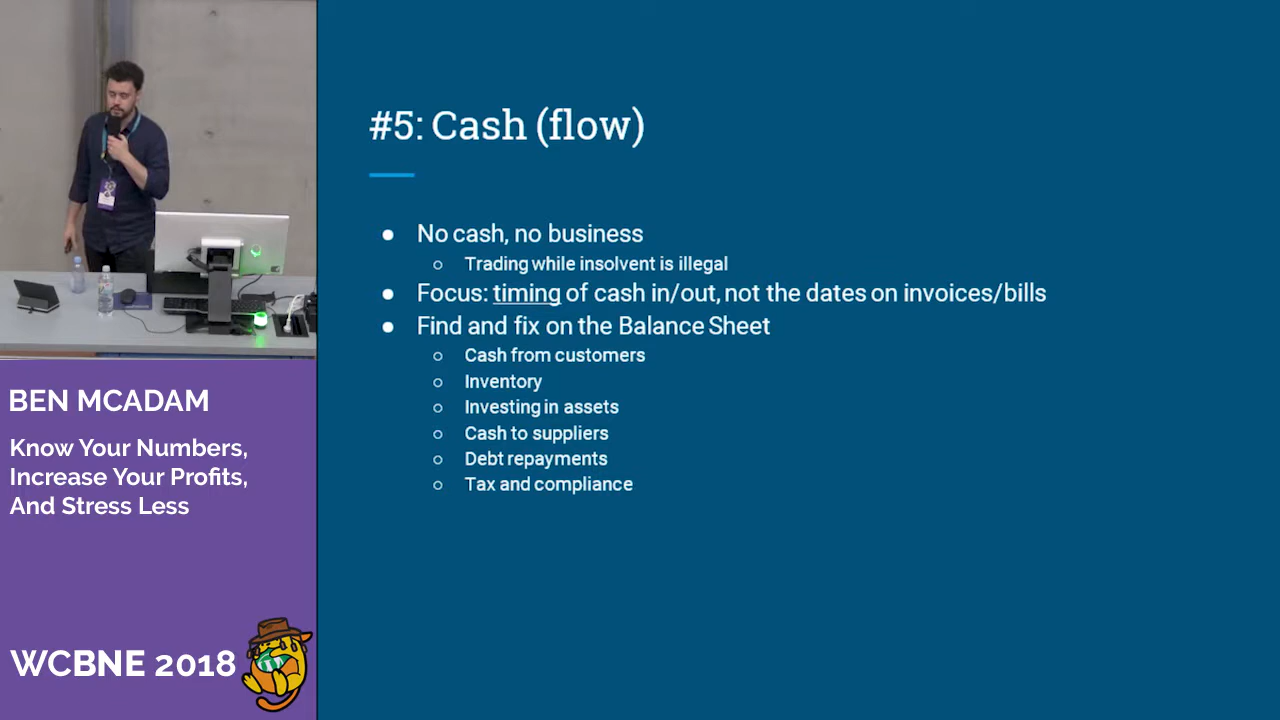 #5: Cash (flow)
No cash, no business
Trading while insolvent is illegal
Focus: timing of cash in/out, not the dates on invoices/bills
Find and fix on the Balance Sheet
Cash from customers
Inventory
Investing in assets
Cash to suppliers
Debt repayments
Tax and compliance
BEN MCADAM
Know Your Numbers,
Increase Your Profits,
And Stress Less
WCBNE 2018